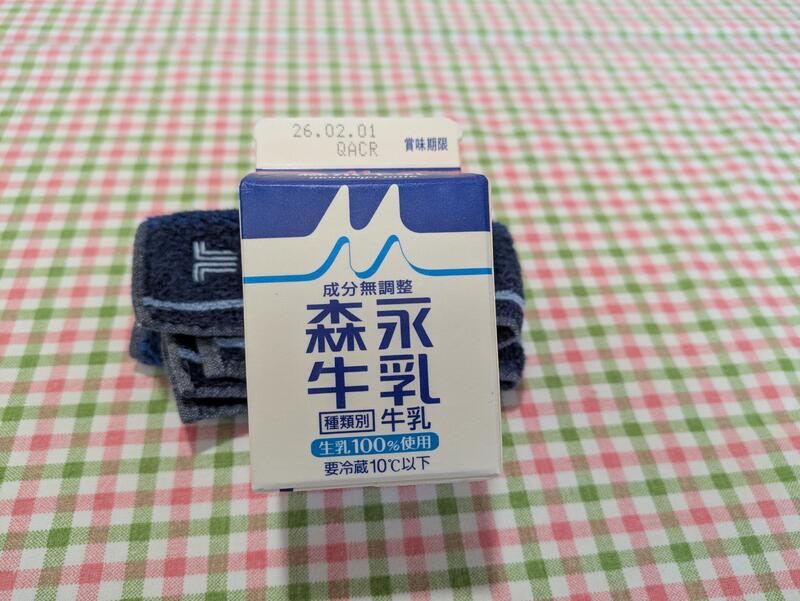 26.02.01
QACR
賞味期限
成分無調整
森永
牛乳
種類別 牛乳
生乳100%使用
要冷蔵10℃以下